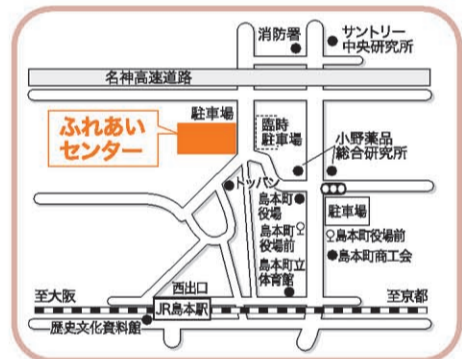 消防署
サントリー
中央研究所
名神高速道路
駐車場
ふれあい
センター
臨時
駐車場
小野薬品
総合研究所
トッパン
島本町
役場
駐車場
島本町
役場前
島本町役場前
島本町商工会
島本町立
体育館
西出口
至大阪
至京都
JR島本駅
歴史文化資料館